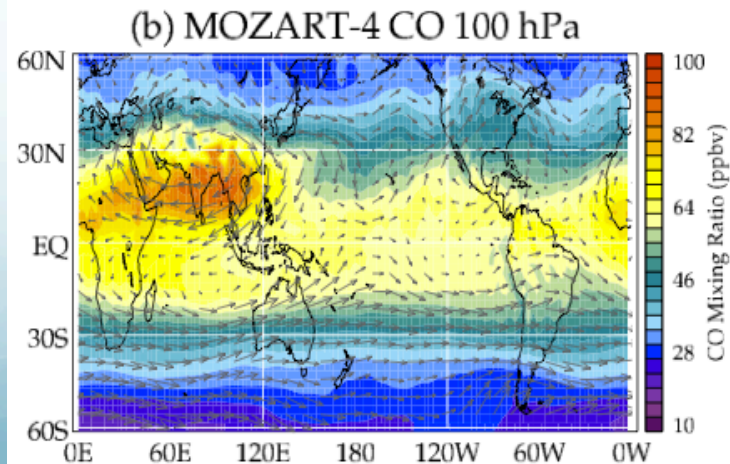 (b) MOZART-4 CO 100 hPa
60N
30N
EQ
30S
60S
0E 60E 120E 180 120W 60W 0W
100
82
64
46
28
10
CO Mixing Ratio (ppbv)